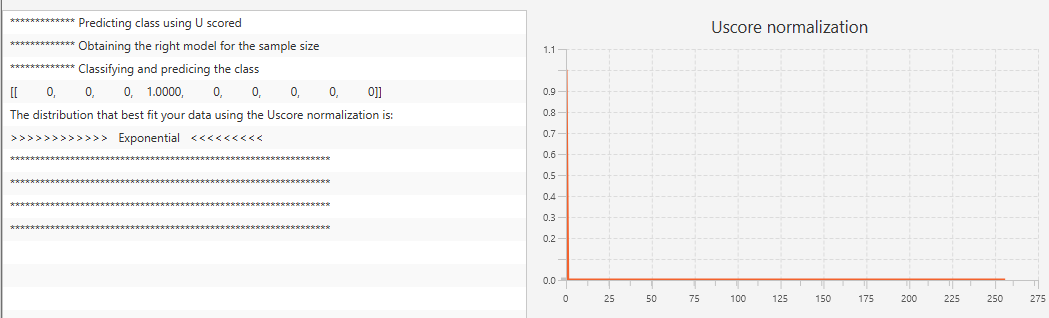 ************* Predicting class using U scored
************* Obtaining the right model for the sample size
************* Classifying and predicing the class
[[ 0, 0, 0, 1.0000, 0, 0, 0, 0, 0]]
The distribution that best fit your data using the Uscore normalization is:
>>>>>>>>>>>> Exponential <<<<<<<<<
****************************************************************
****************************************************************
****************************************************************
****************************************************************
Uscore normalization
1.1
0.9
0.8
0.7
0.6
0.5
0.4
0.3
0.2
0.0
0 25 50 75 100 125 150 175 200 225 250 275